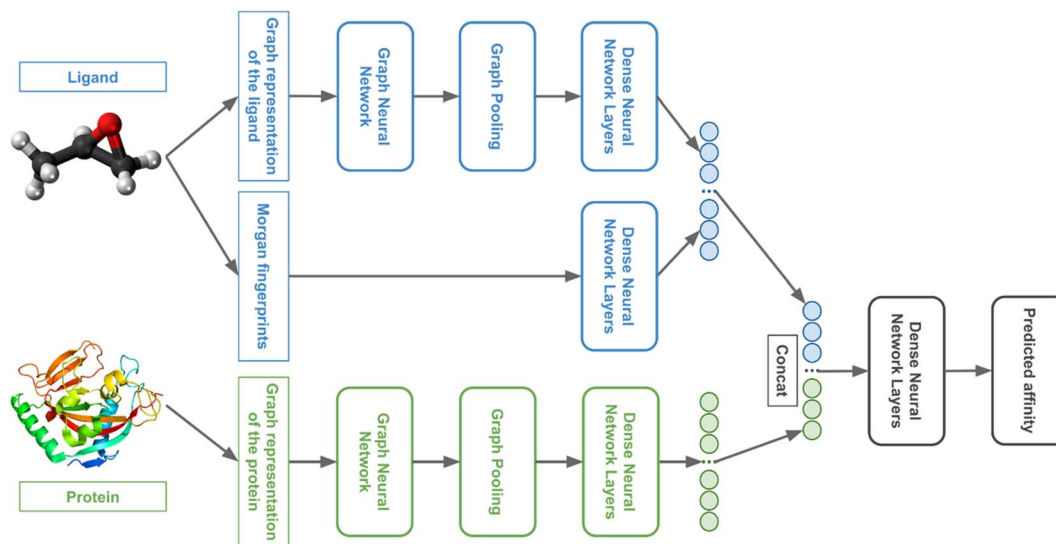 Ligand
Graph representation
of the ligand
Graph Neural
Network
Graph Pooling
Dense Neural
Network Layers
Morgan fingerprints
Dense Neural
Network Layers
Concat
Dense Neural
Network Layers
Predicted affinity
Protein
Graph representation
of the protein
Graph Neural
Network
Graph Pooling
Dense Neural
Network Layers